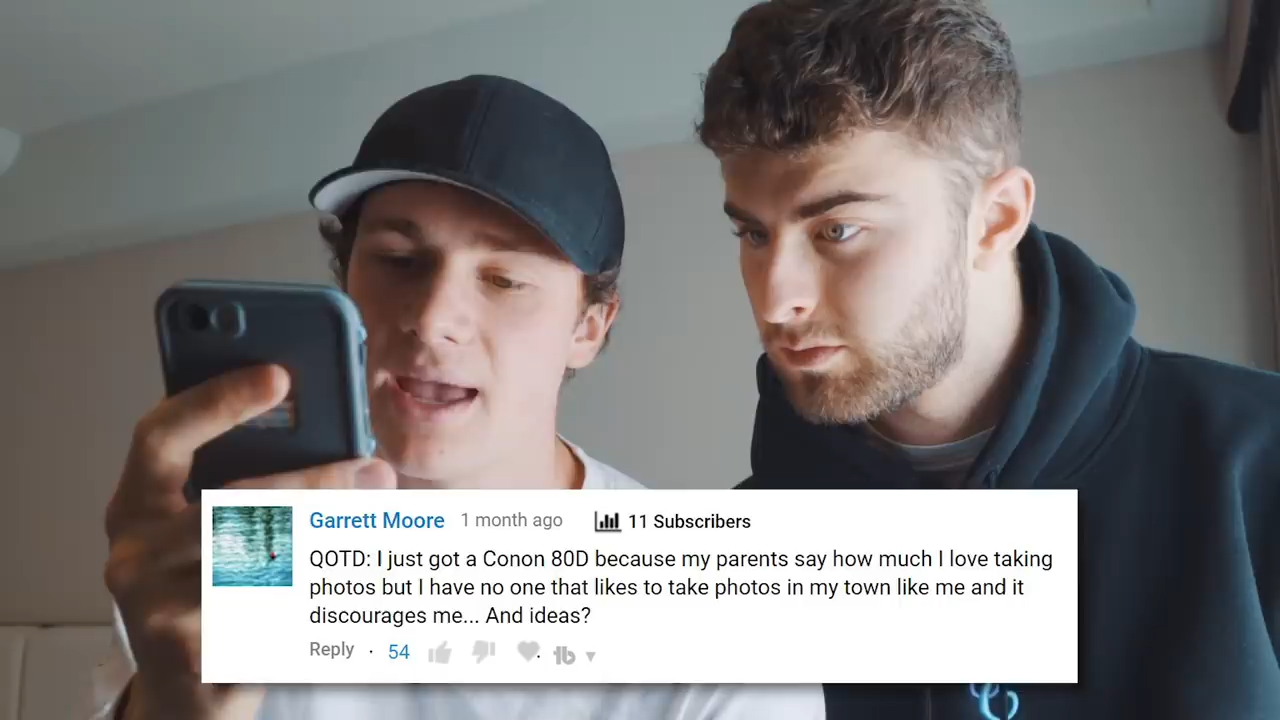 Garrett Moore 1 month ago 11 Subscribers
QOTD: I just got a Conon 80D because my parents say how much I love taking
photos but I have no one that likes to take photos in my town like me and it
discourages me... And ideas?
Reply · 54